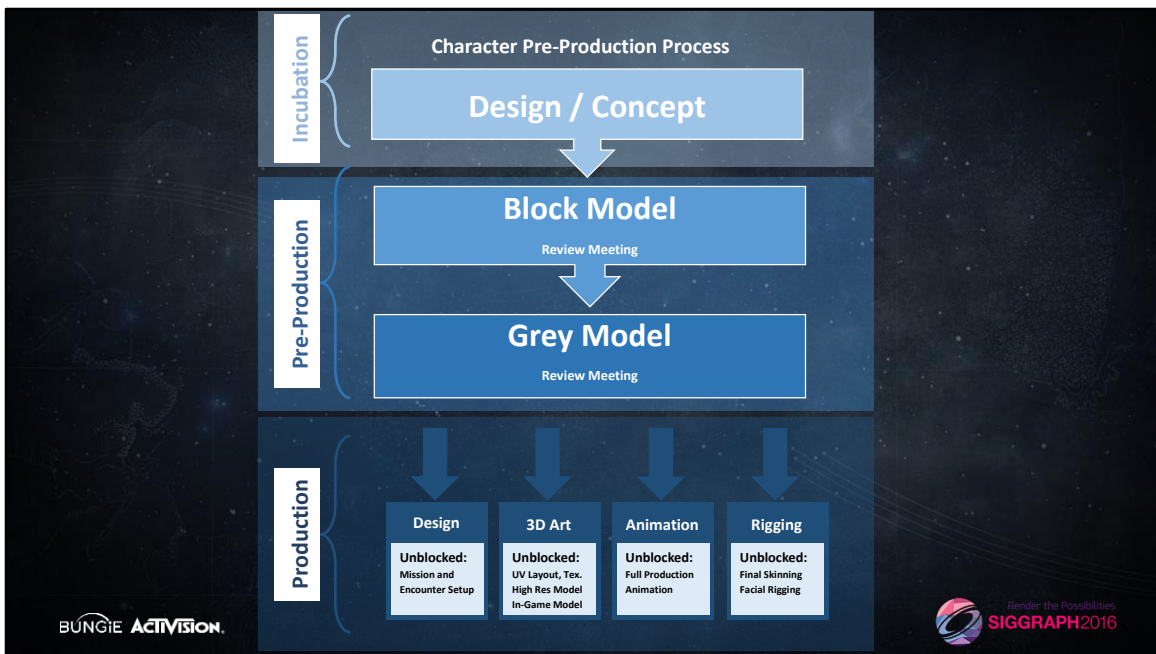 Character Pre-Production Process
Incubation
Design / Concept
Pre-Production
Block Model
Review Meeting
Grey Model
Review Meeting
Production
Design
Unblocked:
Mission and
Encounter Setup
3D Art
Unblocked:
UV Layout, Tex.
High Res Model
In-Game Model
Animation
Unblocked:
Full Production
Animation
Rigging
Unblocked:
Final Skinning
Facial Rigging
BUNGiE ACTIVISION.
Render the Possibilities
SIGGRAPH2016